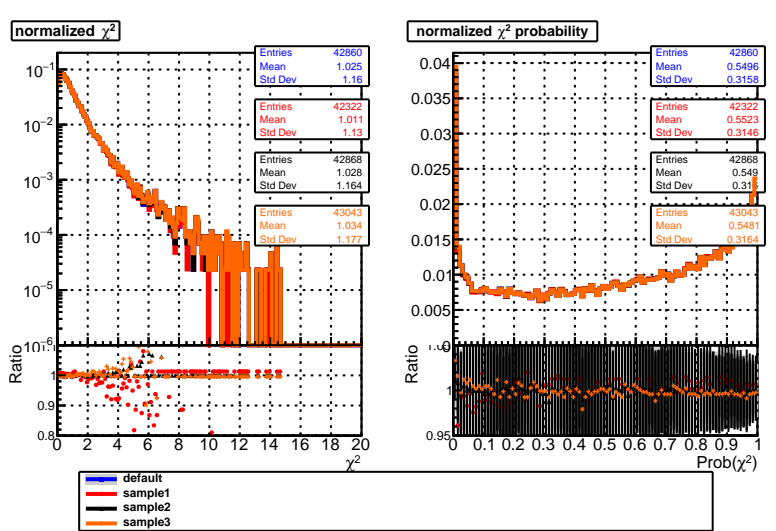 normalized χ²
Entries 42860
Mean 1.025
Std Dev 1.16
Entries 42322
Mean 1.011
Std Dev 1.13
Entries 42868
Mean 1.028
Std Dev 1.164
Entries 43043
Mean 1.034
Std Dev 1.177
10⁻¹
10⁻²
10⁻³
10⁻⁴
10⁻⁵
Ratio
1
0.9
0.8
0 2 4 6 8 10 12 14 16 18 20
χ²
normalized χ² probability
Entries 42860
Mean 0.5496
Std Dev 0.3158
Entries 42322
Mean 0.5523
Std Dev 0.3146
Entries 42868
Mean 0.549
Std Dev
Entries 43043
Mean 0.5481
Std Dev 0.3164
0.04
0.035
0.03
0.025
0.02
0.015
0.01
0.005
Ratio
1
0.95
0 0.1 0.2 0.3 0.4 0.5 0.6 0.7 0.8 0.9 1
Prob(χ²)
default
sample1
sample2
sample3